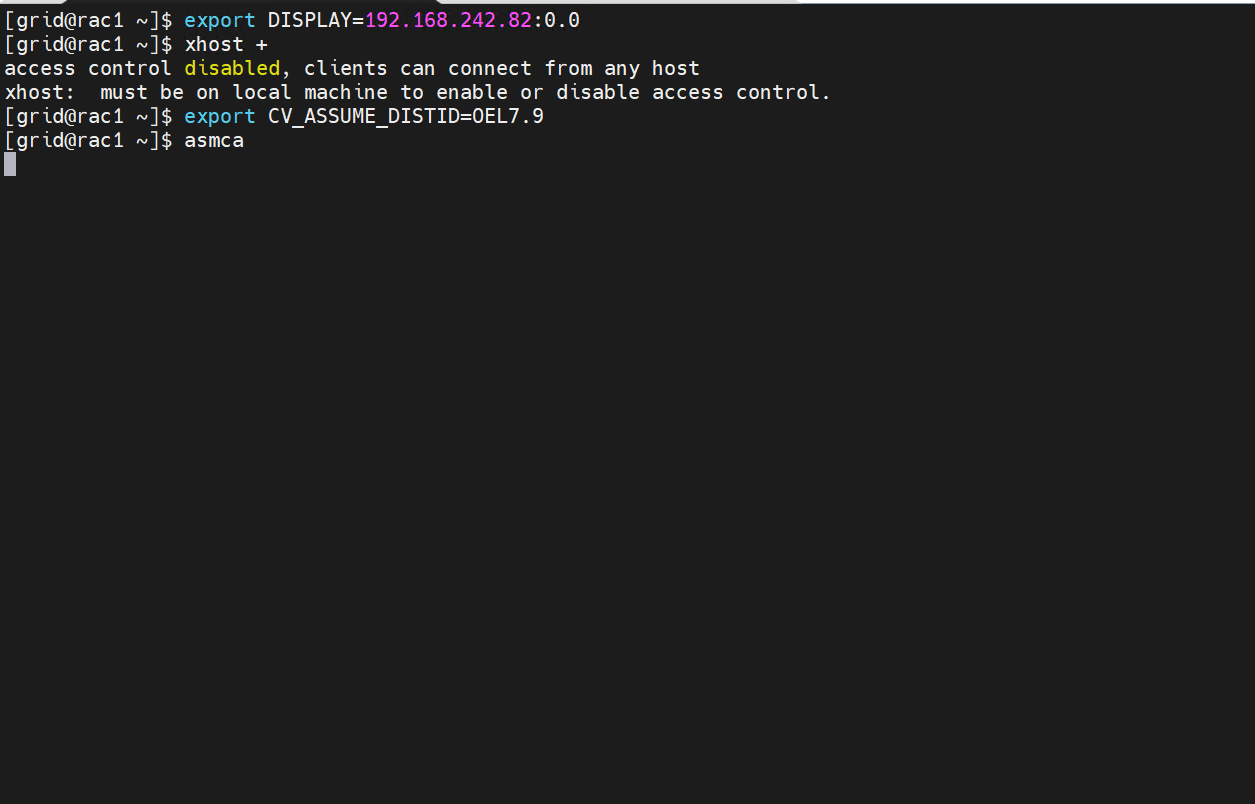 [grid@rac1 ~]$ export DISPLAY=192.168.242.82:0.0
[grid@rac1 ~]$ xhost +
access control disabled, clients can connect from any host
xhost:  must be on local machine to enable or disable access control.
[grid@rac1 ~]$ export CV_ASSUME_DISTID=OEL7.9
[grid@rac1 ~]$ asmca